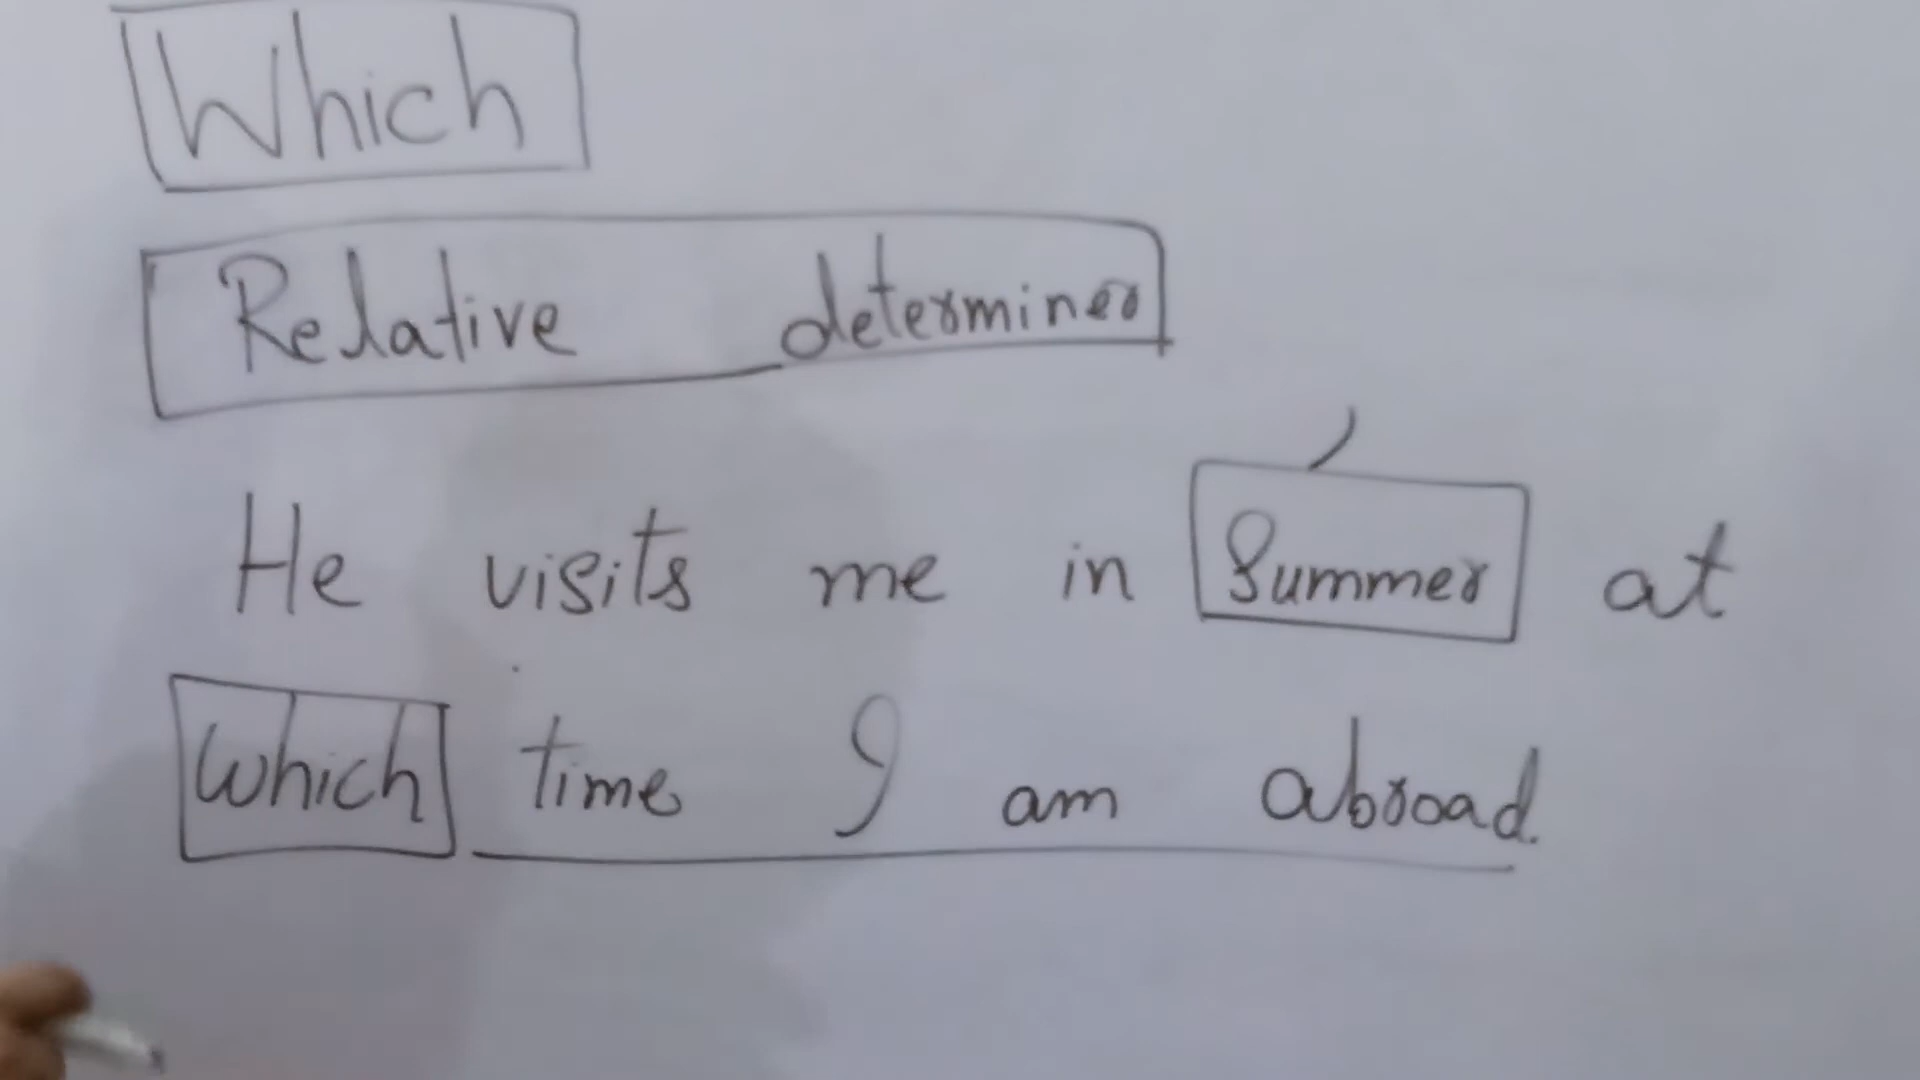 Which
Relative determiner
He visits me in Summer at
Which time I am abroad.